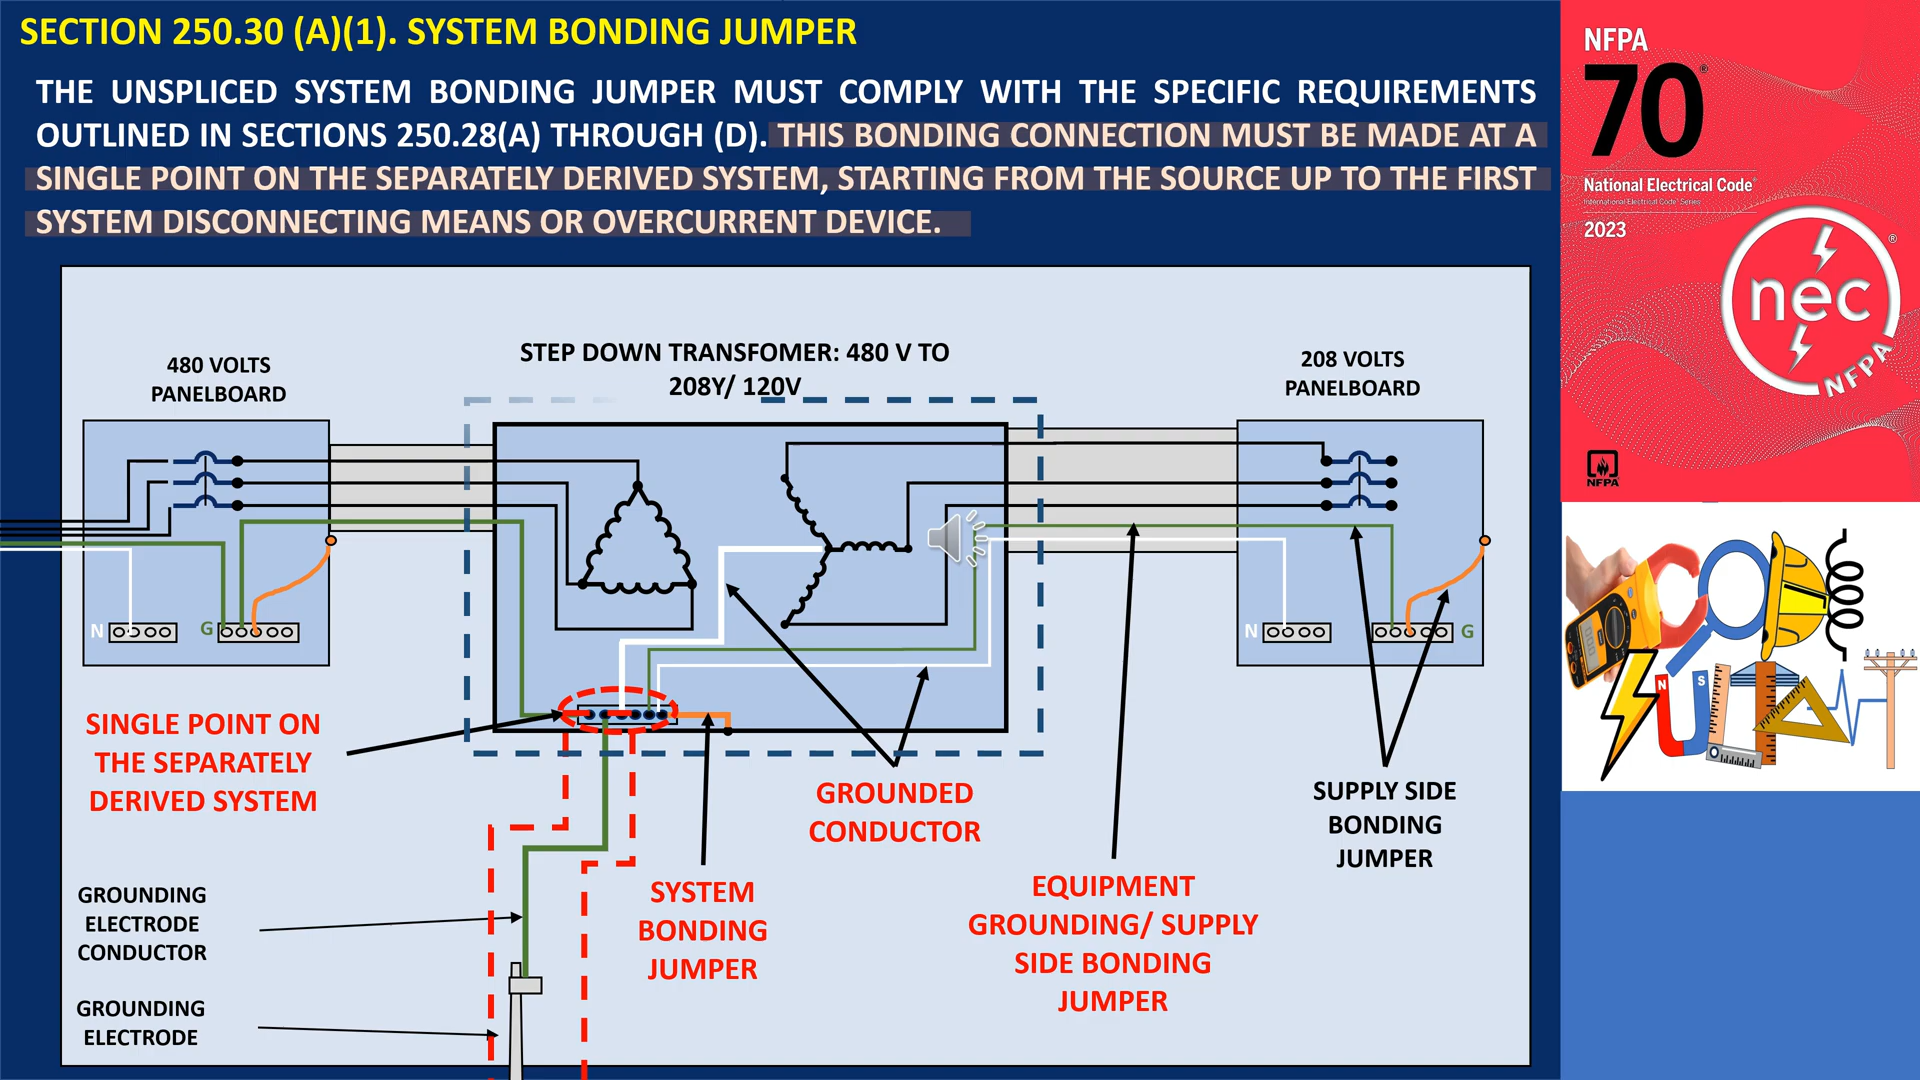 SECTION 250.30 (A)(1). SYSTEM BONDING JUMPER
THE UNSPLICED SYSTEM BONDING JUMPER MUST COMPLY WITH THE SPECIFIC REQUIREMENTS
OUTLINED IN SECTIONS 250.28(A) THROUGH (D). THIS BONDING CONNECTION MUST BE MADE AT A
SINGLE POINT ON THE SEPARATELY DERIVED SYSTEM, STARTING FROM THE SOURCE UP TO THE FIRST
SYSTEM DISCONNECTING MEANS OR OVERCURRENT DEVICE.
480 VOLTS
PANELBOARD
STEP DOWN TRANSFOMER: 480 V TO
208Y/ 120V
208 VOLTS
PANELBOARD
N
G
N
G
SINGLE POINT ON
THE SEPARATELY
DERIVED SYSTEM
GROUNDED
CONDUCTOR
SUPPLY SIDE
BONDING
JUMPER
SYSTEM
BONDING
JUMPER
EQUIPMENT
GROUNDING/ SUPPLY
SIDE BONDING
JUMPER
GROUNDING
ELECTRODE
CONDUCTOR
GROUNDING
ELECTRODE
NFPA
70®
National Electrical Code®
International Electrical Code® Series
2023
nec
NFPA
®
NFPA
N
S